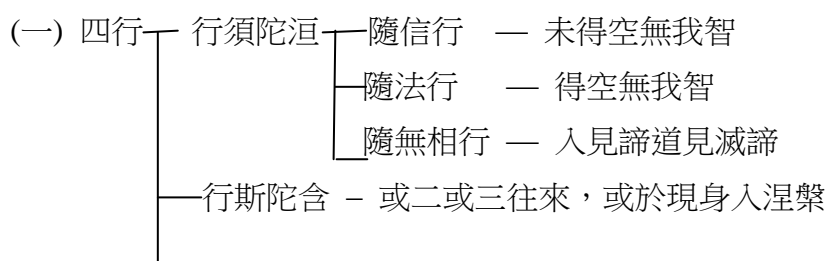 (一) 四行 行須陀洹 隨信行 — 未得空無我智
隨法行 — 得空無我智
隨無相行 — 入見諦道見滅諦
行斯陀含 – 或二或三往來，或於現身入涅槃